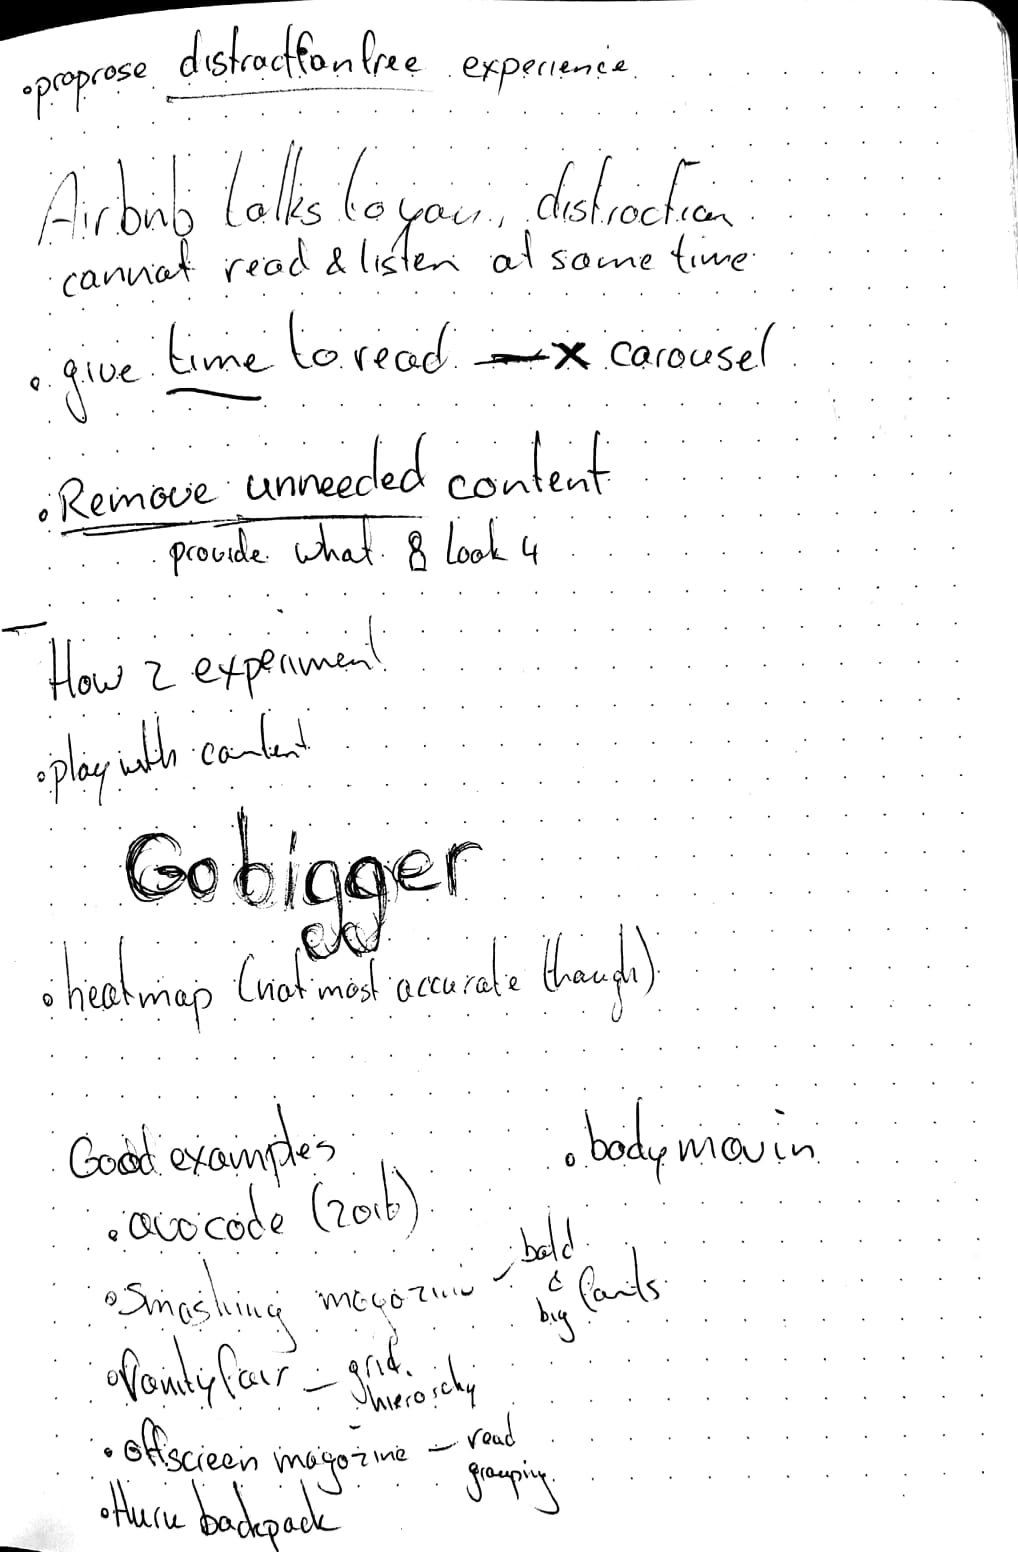 • proprose distractfonfree experience
Airbnb talks to you, distraction
cannot read & listen at same time
• give time to read —x carousel
• Remove unneeded content
provide what 8 look 4
How 2 experiment
• play with content
Go bigger
• heatmap (not most accurate though)
Good examples
• bodymovin
• avocode (2016)
• Smashing magazine – bold & big fonts
• Vanityfair – grid, hierarchy
• Offscreen magazine – read grouping
• Huru backpack